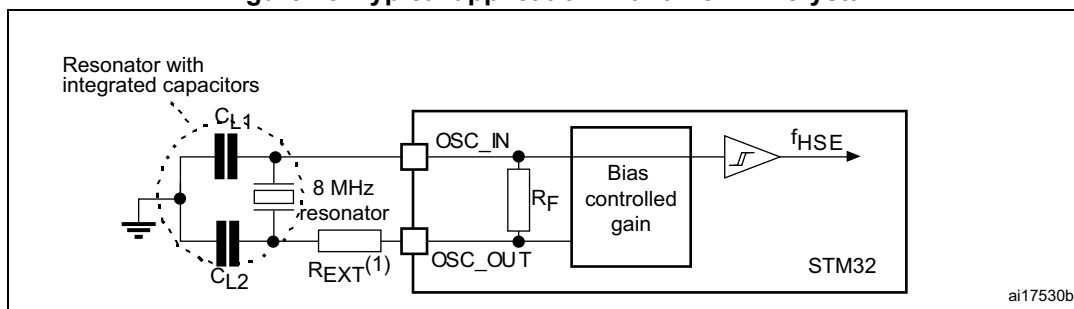 Resonator with
integrated capacitors
CL1
OSC_IN
fHSE
8 MHz
resonator
RF
Bias
controlled
gain
REXT(1)
OSC_OUT
STM32
CL2
ai17530b